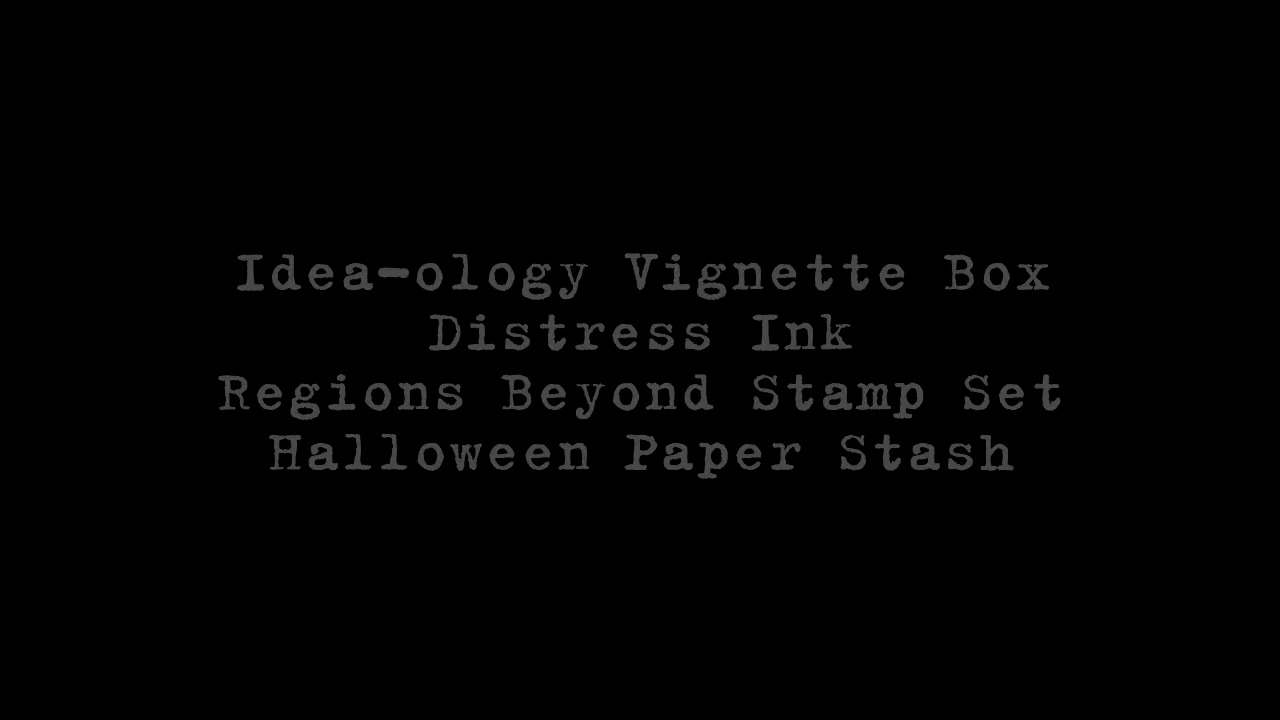 Idea-ology Vignette Box
Distress Ink
Regions Beyond Stamp Set
Halloween Paper Stash